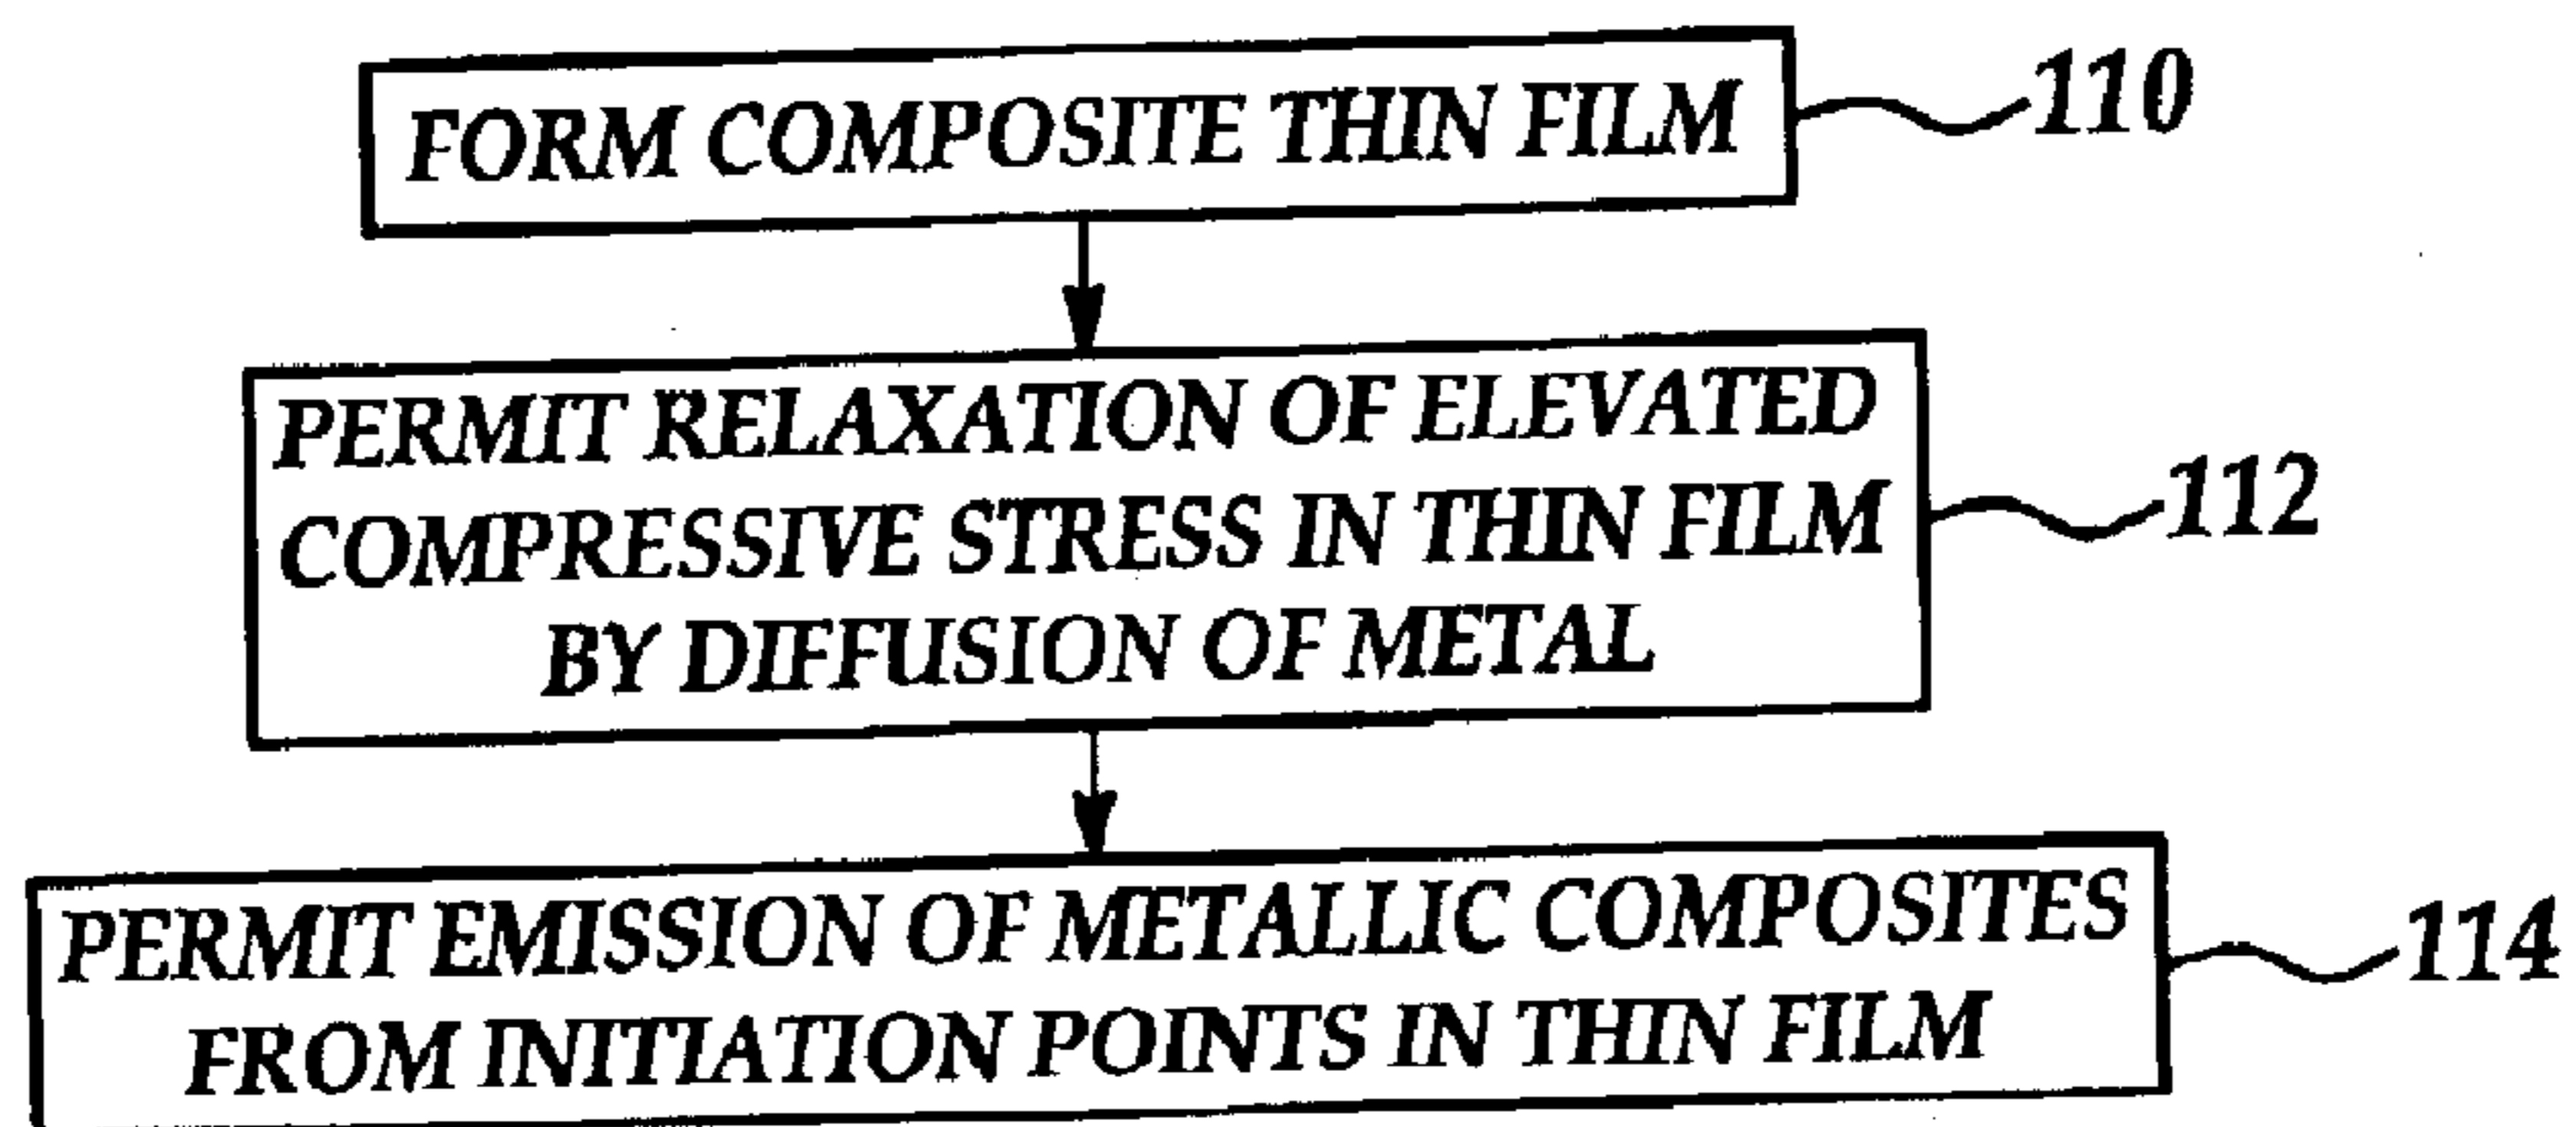 FORM COMPOSITE THIN FILM
110
PERMIT RELAXATION OF ELEVATED
COMPRESSIVE STRESS IN THIN FILM
BY DIFFUSION OF METAL
112
PERMIT EMISSION OF METALLIC COMPOSITES
FROM INITIATION POINTS IN THIN FILM
114